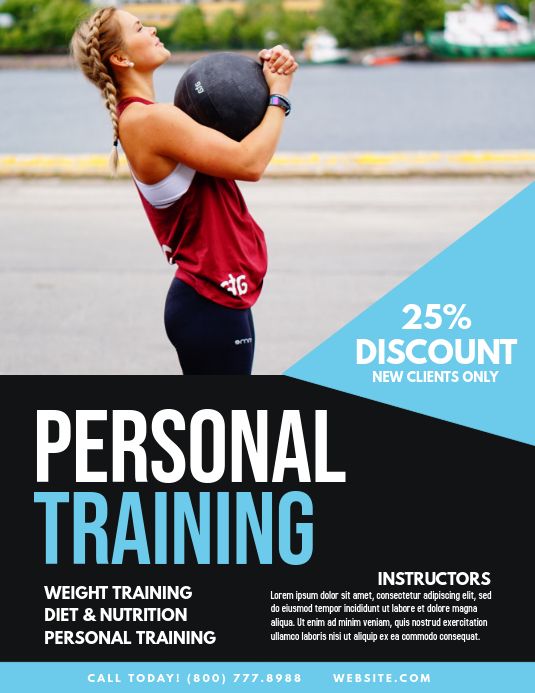 25%
DISCOUNT
NEW CLIENTS ONLY
PERSONAL
TRAINING
WEIGHT TRAINING
DIET & NUTRITION
PERSONAL TRAINING
INSTRUCTORS
Lorem ipsum dolor sit amet, consectetur adipiscing elit, sed
do eiusmod tempor incididunt ut labore et dolore magna
aliqua. Ut enim ad minim veniam, quis nostrud exercitation
ullamco laboris nisi ut aliquip ex ea commodo consequat.
CALL TODAY! (800) 777.8988 WEBSITE.COM